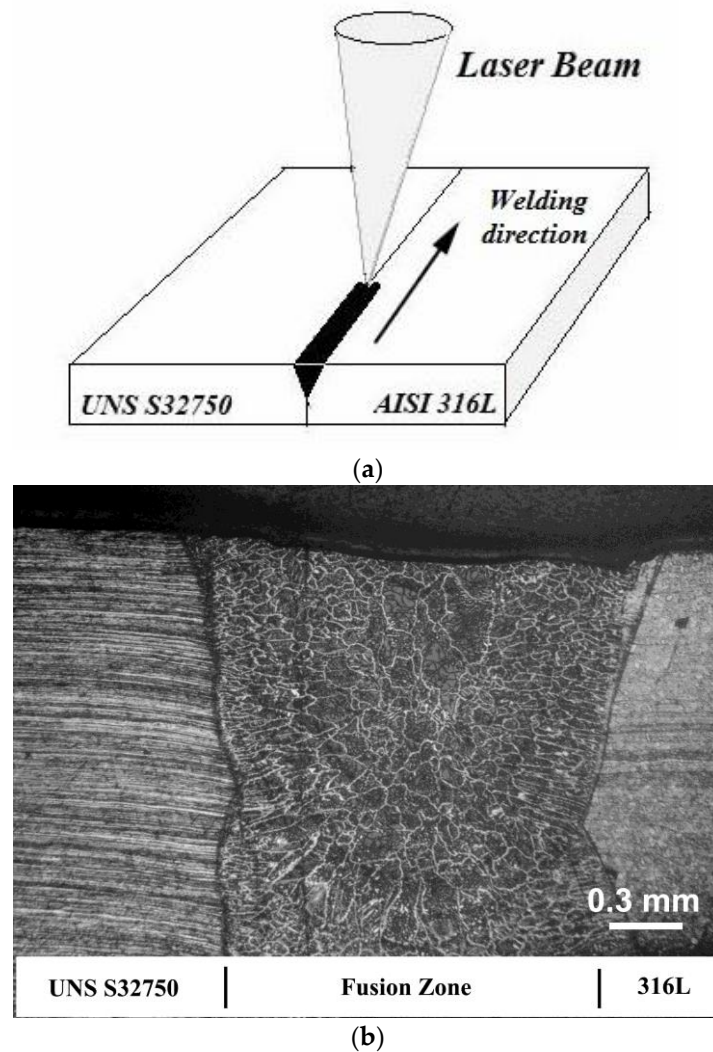 Laser Beam
Welding
direction
UNS S32750
AISI 316L
(a)
0.3 mm
UNS S32750 | Fusion Zone | 316L
(b)